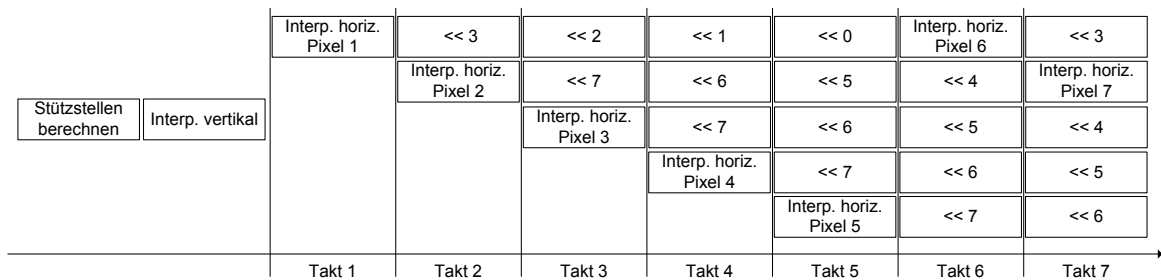 Interp. horiz.
Pixel 1
<< 3
<< 2
<< 1
<< 0
Interp. horiz.
Pixel 6
<< 3
Interp. horiz.
Pixel 2
<< 7
<< 6
<< 5
<< 4
Interp. horiz.
Pixel 7
Stützstellen
berechnen
Interp. vertikal
Interp. horiz.
Pixel 3
<< 7
<< 6
<< 5
<< 4
Interp. horiz.
Pixel 4
<< 7
<< 6
<< 5
Interp. horiz.
Pixel 5
<< 7
<< 6
Takt 1
Takt 2
Takt 3
Takt 4
Takt 5
Takt 6
Takt 7